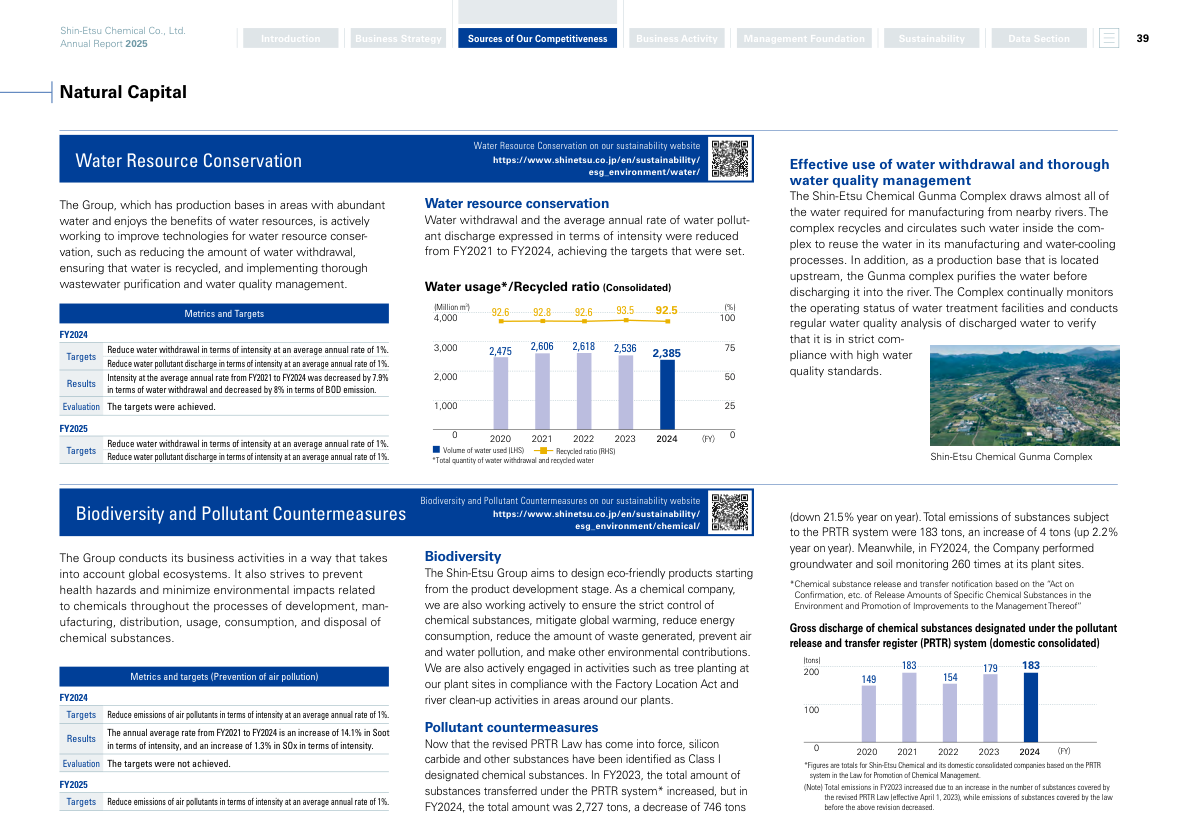 Shin-Etsu Chemical Co., Ltd.
Annual Report 2025
Introduction
Business Strategy
Sources of Our Competitiveness
Business Activity
Management Foundation
Sustainability
Data Section
39
Natural Capital
Water Resource Conservation
Water Resource Conservation on our sustainability website
https://www.shinetsu.co.jp/en/sustainability/
esg_environment/water/
The Group, which has production bases in areas with abundant
water and enjoys the benefits of water resources, is actively
working to improve technologies for water resource conser-
vation, such as reducing the amount of water withdrawal,
ensuring that water is recycled, and implementing thorough
wastewater purification and water quality management.
Metrics and Targets
FY2024
Targets
Reduce water withdrawal in terms of intensity at an average annual rate of 1%.
Reduce water pollutant discharge in terms of intensity at an average annual rate of 1%.
Results
Intensity at the average annual rate from FY2021 to FY2024 was decreased by 7.9%
in terms of water withdrawal and decreased by 8% in terms of BOD emission.
Evaluation
The targets were achieved.
FY2025
Targets
Reduce water withdrawal in terms of intensity at an average annual rate of 1%.
Reduce water pollutant discharge in terms of intensity at an average annual rate of 1%.
Water resource conservation
Water withdrawal and the average annual rate of water pollut-
ant discharge expressed in terms of intensity were reduced
from FY2021 to FY2024, achieving the targets that were set.
Water usage*/Recycled ratio (Consolidated)
(Million m³)
(%)
4,000
92.6
92.8
92.6
93.5
92.5
100
3,000
2,475
2,606
2,618
2,536
2,385
75
2,000
50
1,000
25
0
2020
2021
2022
2023
2024
(FY)
0
Volume of water used (LHS)
Recycled ratio (RHS)
*Total quantity of water withdrawal and recycled water
Effective use of water withdrawal and thorough
water quality management
The Shin-Etsu Chemical Gunma Complex draws almost all of
the water required for manufacturing from nearby rivers. The
complex recycles and circulates such water inside the com-
plex to reuse the water in its manufacturing and water-cooling
processes. In addition, as a production base that is located
upstream, the Gunma complex purifies the water before
discharging it into the river. The Complex continually monitors
the operating status of water treatment facilities and conducts
regular water quality analysis of discharged water to verify
that it is in strict com-
pliance with high water
quality standards.
Shin-Etsu Chemical Gunma Complex
Biodiversity and Pollutant Countermeasures
Biodiversity and Pollutant Countermeasures on our sustainability website
https://www.shinetsu.co.jp/en/sustainability/
esg_environment/chemical/
The Group conducts its business activities in a way that takes
into account global ecosystems. It also strives to prevent
health hazards and minimize environmental impacts related
to chemicals throughout the processes of development, man-
ufacturing, distribution, usage, consumption, and disposal of
chemical substances.
Metrics and targets (Prevention of air pollution)
FY2024
Targets
Reduce emissions of air pollutants in terms of intensity at an average annual rate of 1%.
Results
The annual average rate from FY2021 to FY2024 is an increase of 14.1% in Soot
in terms of intensity, and an increase of 1.3% in SOx in terms of intensity.
Evaluation
The targets were not achieved.
FY2025
Targets
Reduce emissions of air pollutants in terms of intensity at an average annual rate of 1%.
Biodiversity
The Shin-Etsu Group aims to design eco-friendly products starting
from the product development stage. As a chemical company,
we are also working actively to ensure the strict control of
chemical substances, mitigate global warming, reduce energy
consumption, reduce the amount of waste generated, prevent air
and water pollution, and make other environmental contributions.
We are also actively engaged in activities such as tree planting at
our plant sites in compliance with the Factory Location Act and
river clean-up activities in areas around our plants.
Pollutant countermeasures
Now that the revised PRTR Law has come into force, silicon
carbide and other substances have been identified as Class I
designated chemical substances. In FY2023, the total amount of
substances transferred under the PRTR system* increased, but in
FY2024, the total amount was 2,727 tons, a decrease of 746 tons
(down 21.5% year on year). Total emissions of substances subject
to the PRTR system were 183 tons, an increase of 4 tons (up 2.2%
year on year). Meanwhile, in FY2024, the Company performed
groundwater and soil monitoring 260 times at its plant sites.
*Chemical substance release and transfer notification based on the “Act on
Confirmation, etc. of Release Amounts of Specific Chemical Substances in the
Environment and Promotion of Improvements to the Management Thereof”
Gross discharge of chemical substances designated under the pollutant
release and transfer register (PRTR) system (domestic consolidated)
(tons)
200
149
183
154
179
183
100
0
2020
2021
2022
2023
2024
(FY)
*Figures are totals for Shin-Etsu Chemical and its domestic consolidated companies based on the PRTR
system in the Law for Promotion of Chemical Management.
(Note) Total emissions in FY2023 increased due to an increase in the number of substances covered by
the revised PRTR Law (effective April 1, 2023), while emissions of substances covered by the law
before the above revision decreased.